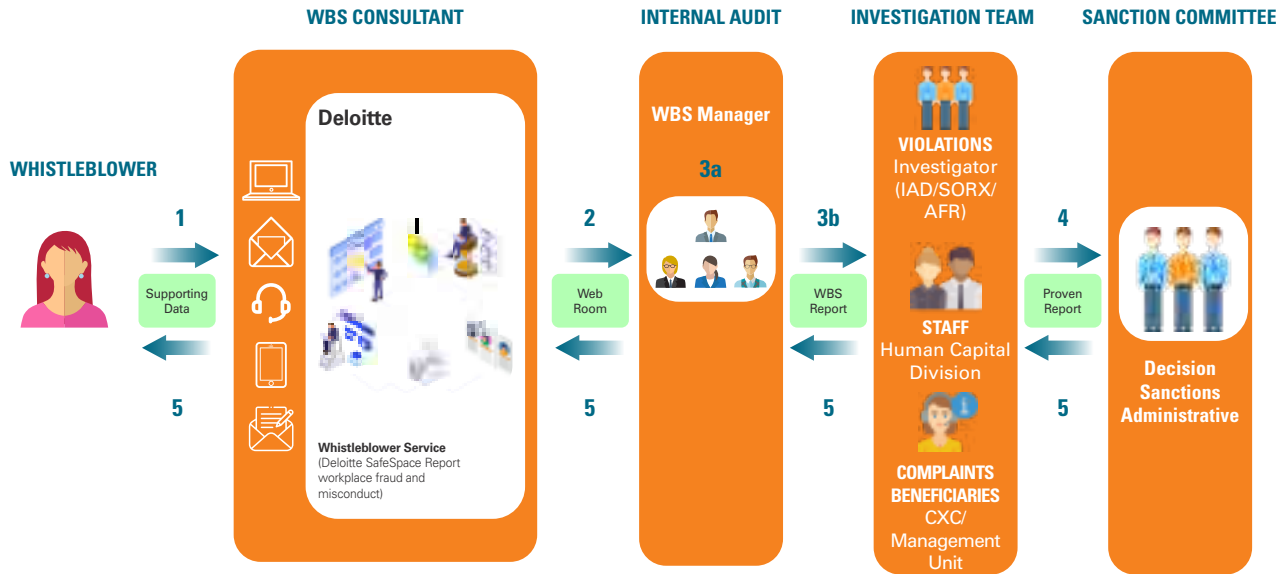 WBS CONSULTANT
INTERNAL AUDIT
INVESTIGATION TEAM
SANCTION COMMITTEE
WHISTLEBLOWER
1
Supporting
Data
5
Deloitte
Whistleblower Service
(Deloitte SafeSpace Report
workplace fraud and
misconduct)
2
Web
Room
5
WBS Manager
3a
3b
WBS
Report
5
VIOLATIONS
Investigator
(IAD/SORX/
AFR)
STAFF
Human Capital
Division
COMPLAINTS
BENEFICIARIES
CXC/
Management
Unit
4
Proven
Report
5
Decision
Sanctions
Administrative